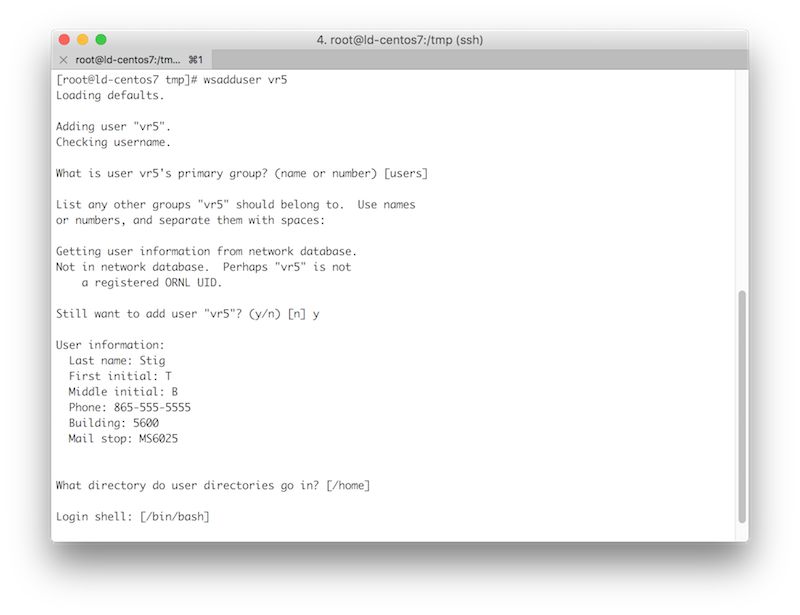 4. root@ld-centos7:/tmp (ssh)
root@ld-centos7:/tm... ⌘1
[root@ld-centos7 tmp]# wsadduser vr5
Loading defaults.
Adding user "vr5".
Checking username.
What is user vr5's primary group? (name or number) [users]
List any other groups "vr5" should belong to.  Use names
or numbers, and separate them with spaces:
Getting user information from network database.
Not in network database.  Perhaps "vr5" is not
    a registered ORNL UID.
Still want to add user "vr5"? (y/n) [n] y
User information:
  Last name: Stig
  First initial: T
  Middle initial: B
  Phone: 865-555-5555
  Building: 5600
  Mail stop: MS6025
What directory do user directories go in? [/home]
Login shell: [/bin/bash]